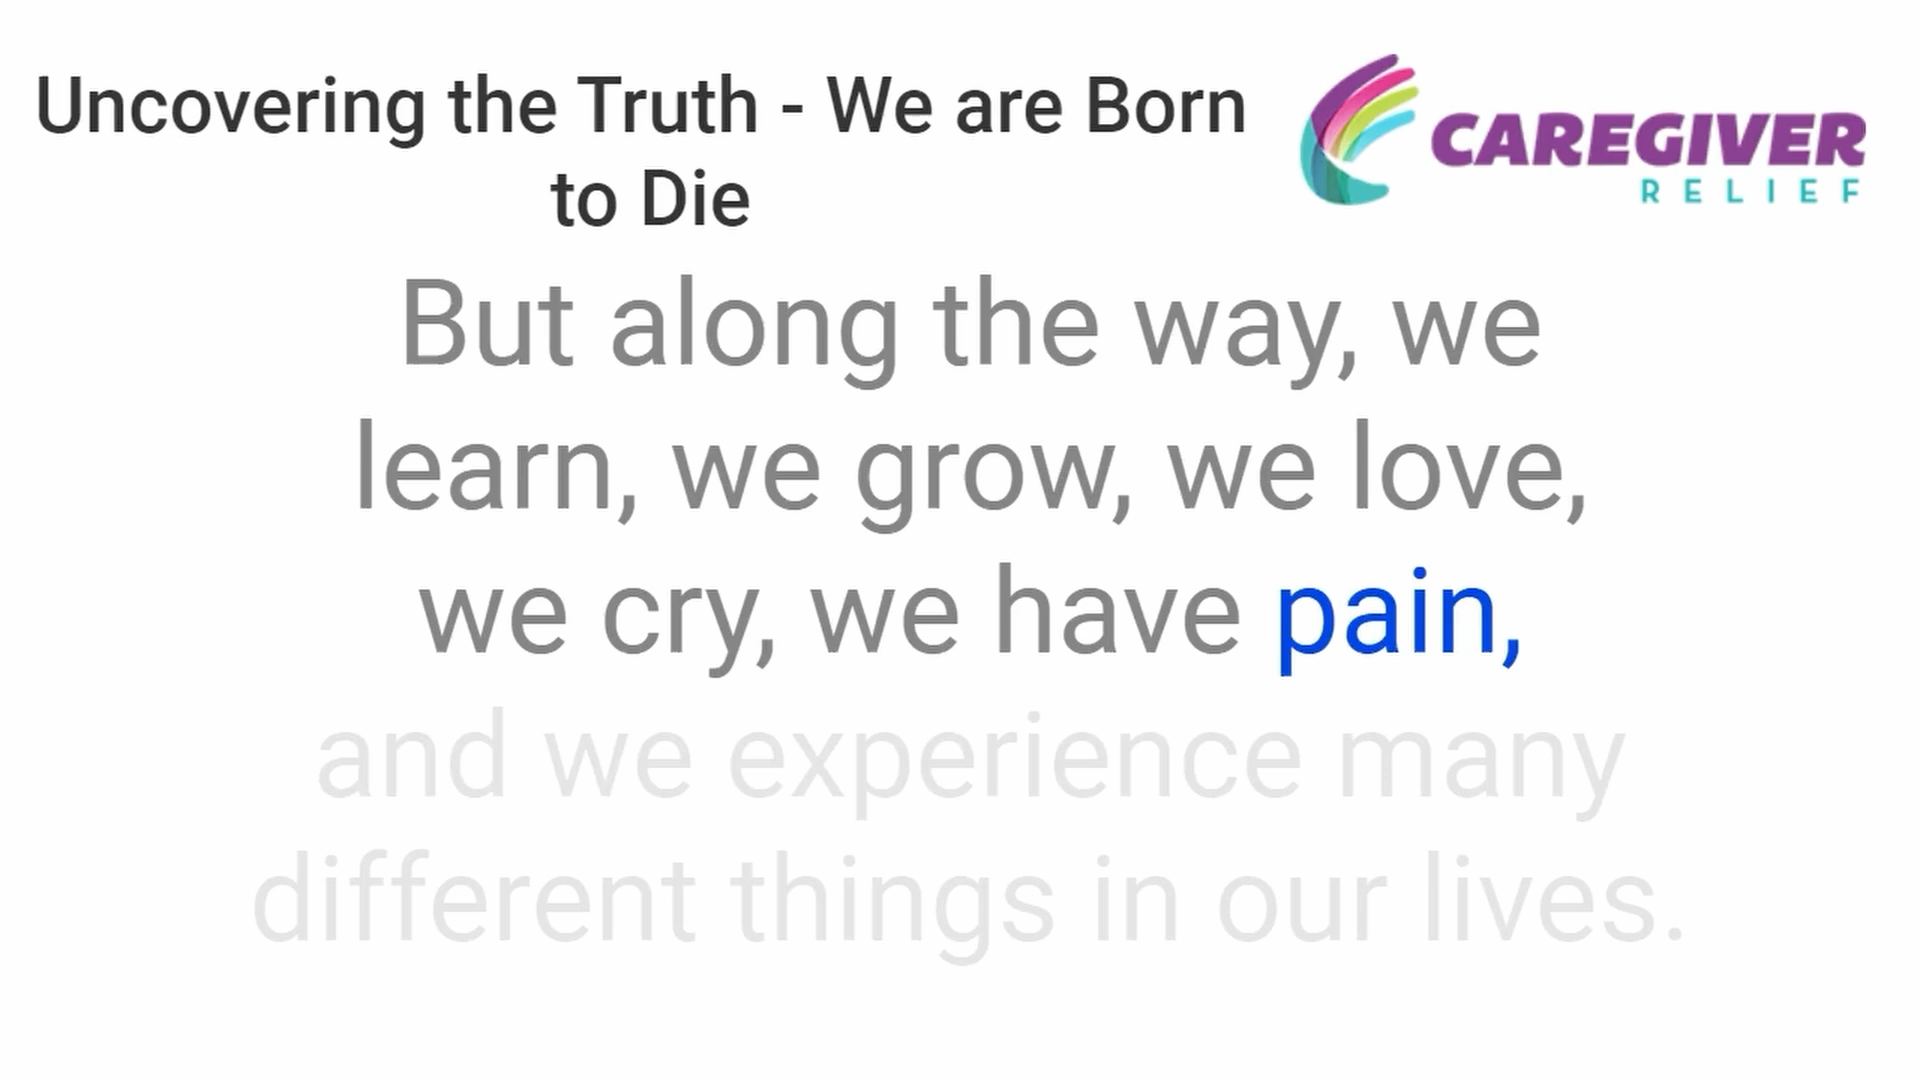 Uncovering the Truth - We are Born
to Die
CAREGIVER
RELIEF
But along the way, we
learn, we grow, we love,
we cry, we have pain,
and we experience many
different things in our lives.